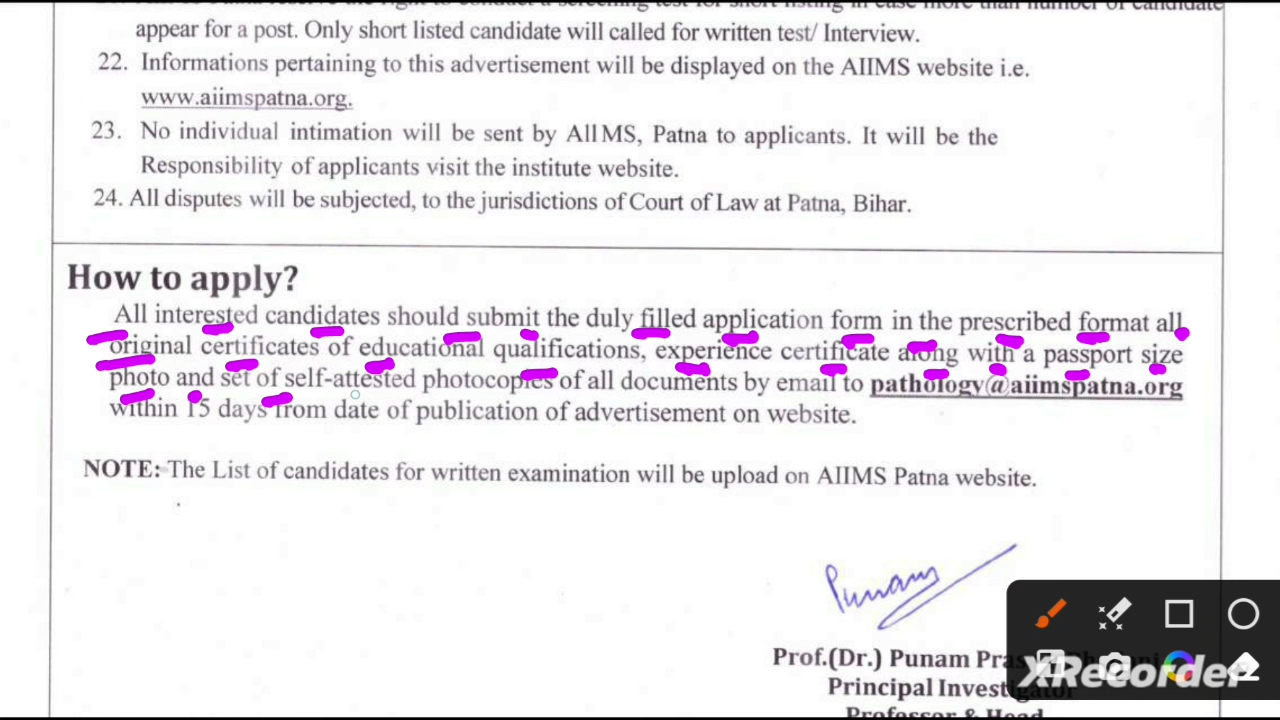 appear for a post. Only short listed candidate will called for written test/ Interview.
22. Informations pertaining to this advertisement will be displayed on the AIIMS website i.e.
www.aiimspatna.org.
23. No individual intimation will be sent by AIIMS, Patna to applicants. It will be the
Responsibility of applicants visit the institute website.
24. All disputes will be subjected, to the jurisdictions of Court of Law at Patna, Bihar.
How to apply?
All interested candidates should submit the duly filled application form in the prescribed format all
original certificates of educational qualifications, experience certificate along with a passport size
photo and set of self-attested photocopies of all documents by email to pathology@aiimspatna.org
within 15 days from date of publication of advertisement on website.
NOTE: The List of candidates for written examination will be upload on AIIMS Patna website.
Punam
Prof.(Dr.) Punam
Principal Investigator
Professor & Head
XRecorder